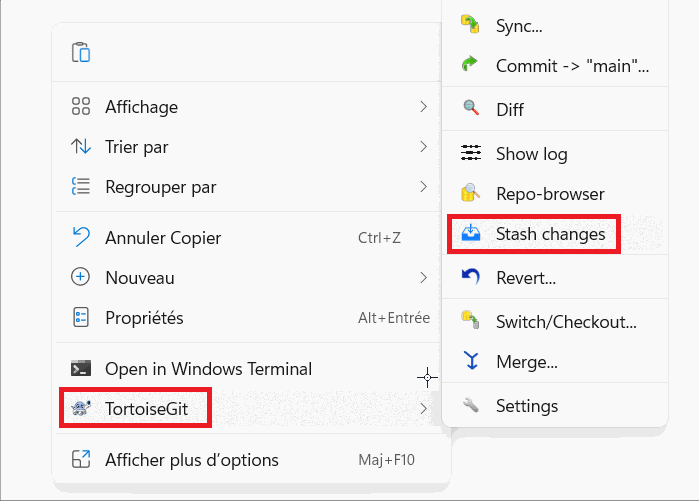 Affichage
Trier par
Regrouper par
Annuler Copier Ctrl+Z
Nouveau
Propriétés Alt+Entrée
Open in Windows Terminal
TortoiseGit
Afficher plus d’options Maj+F10
Sync...
Commit -> "main"...
Diff
Show log
Repo-browser
Stash changes
Revert...
Switch/Checkout...
Merge...
Settings